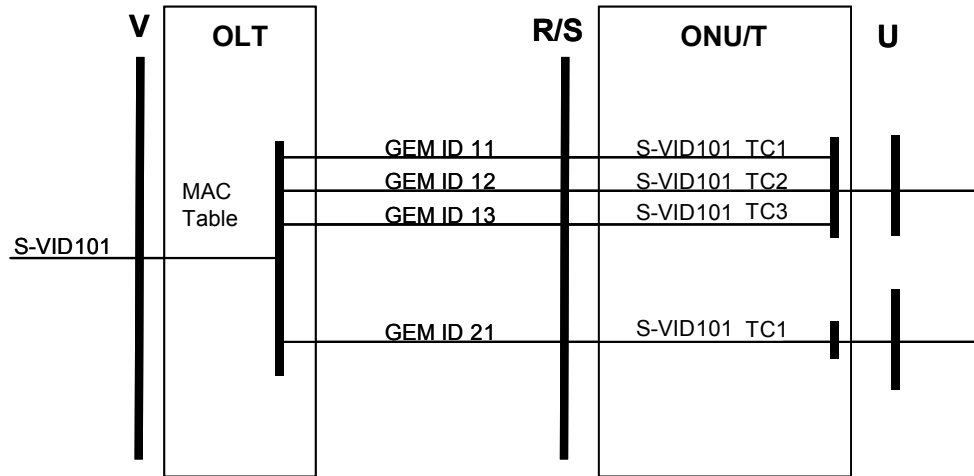 V OLT R/S ONU/T U
GEM ID 11 S-VID101 TC1
MAC GEM ID 12 S-VID101 TC2
Table GEM ID 13 S-VID101 TC3
S-VID101
GEM ID 21 S-VID101 TC1